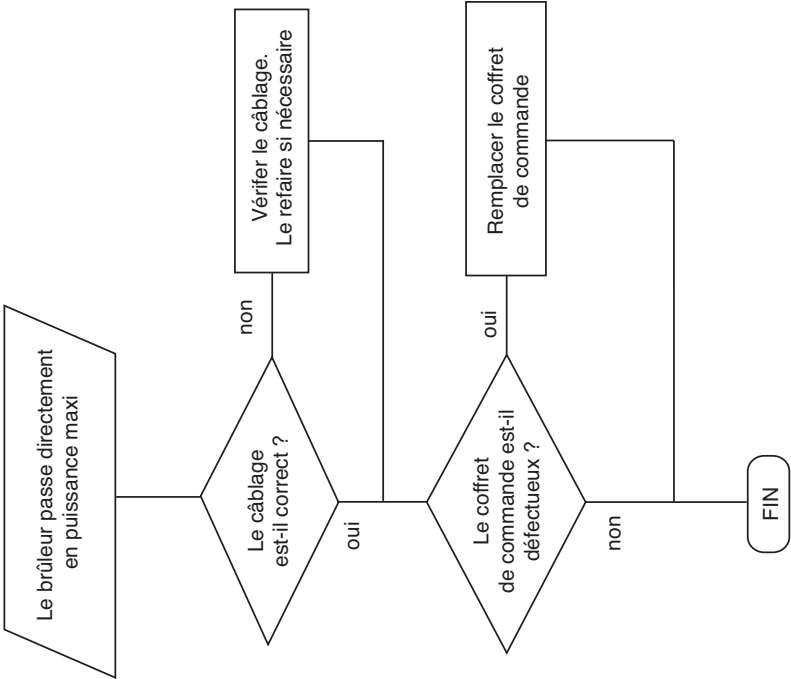 Le brûleur passe directement
en puissance maxi
Le câblage
est-il correct ?
non
Vérifer le câblage.
Le refaire si nécessaire
oui
Le coffret
de commande est-il
défectueux ?
oui
Remplacer le coffret
de commande
non
FIN